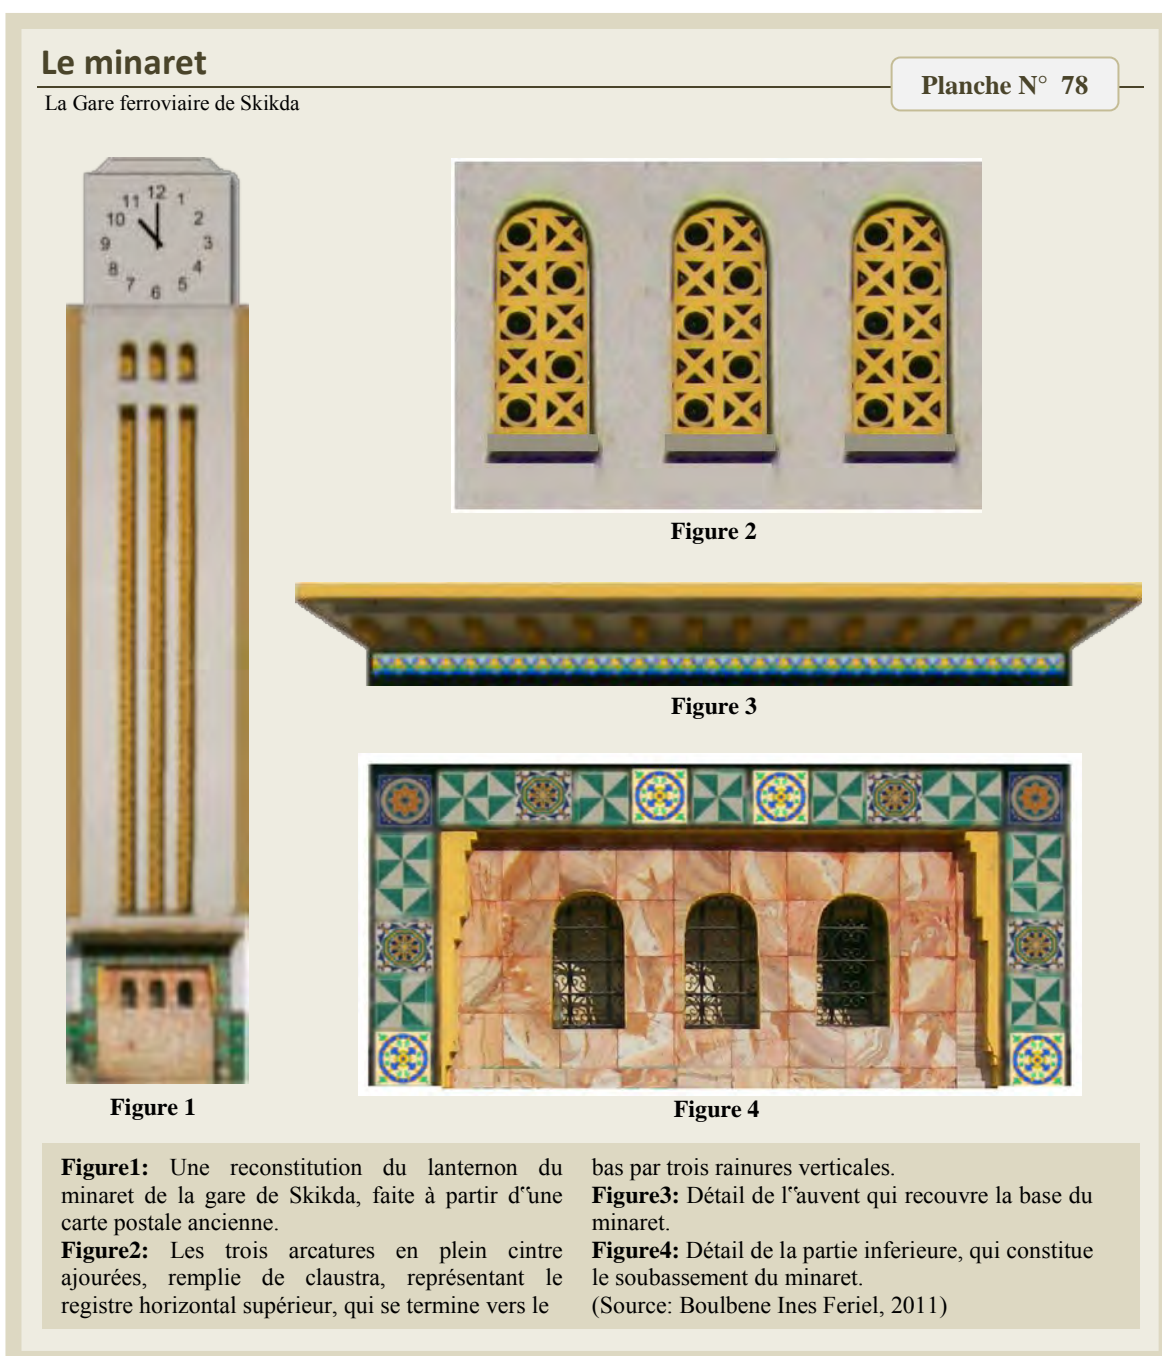 Le minaret
La Gare ferroviaire de Skikda
Planche N° 78
12
11 1
10 2
9 3
8 4
7 5
6
Figure 2
Figure 3
Figure 1
Figure 4
Figure1: Une reconstitution du lanternon du
minaret de la gare de Skikda, faite à partir d‟une
carte postale ancienne.
Figure2: Les trois arcatures en plein cintre
ajourées, remplie de claustra, représentant le
registre horizontal supérieur, qui se termine vers le
bas par trois rainures verticales.
Figure3: Détail de l‟auvent qui recouvre la base du
minaret.
Figure4: Détail de la partie inferieure, qui constitue
le soubassement du minaret.
(Source: Boulbene Ines Feriel, 2011)